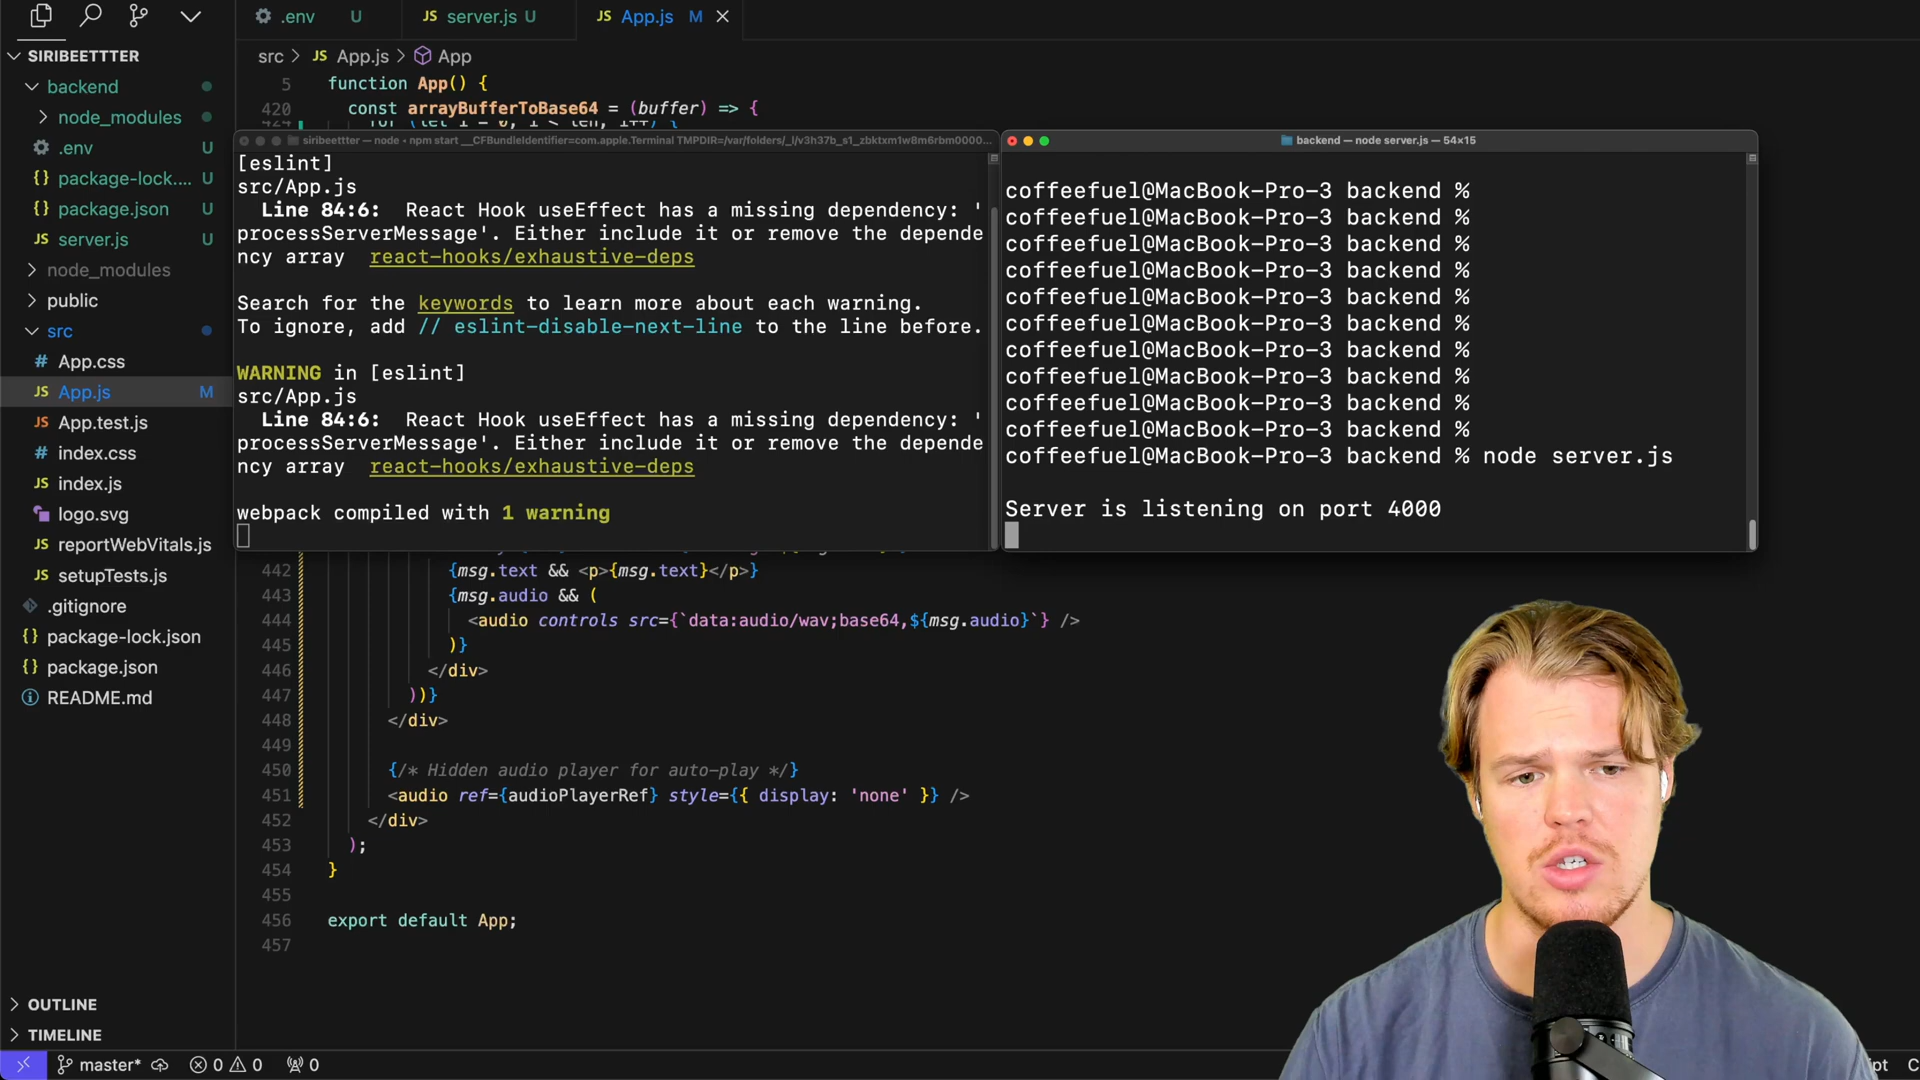 .env U
server.js U
App.js M
SIRIBEETTTER
backend
node_modules
.env U
package-lock.... U
package.json U
server.js U
node_modules
public
src
App.css
App.js M
App.test.js
index.css
index.js
logo.svg
reportWebVitals.js
setupTests.js
.gitignore
package-lock.json
package.json
README.md
OUTLINE
TIMELINE
src > JS App.js > App
5 function App() {
420 const arrayBufferToBase64 = (buffer) => {
siribeettter — node • npm start __CFBundleIdentifier=com.apple.Terminal
[eslint]
src/App.js
Line 84:6: React Hook useEffect has a missing dependency: '
processServerMessage'. Either include it or remove the depende
ncy array react-hooks/exhaustive-deps
Search for the keywords to learn more about each warning.
To ignore, add // eslint-disable-next-line to the line before.
WARNING in [eslint]
src/App.js
Line 84:6: React Hook useEffect has a missing dependency: '
processServerMessage'. Either include it or remove the depende
ncy array react-hooks/exhaustive-deps
webpack compiled with 1 warning
backend — node server.js — 54×15
coffeefuel@MacBook-Pro-3 backend %
coffeefuel@MacBook-Pro-3 backend %
coffeefuel@MacBook-Pro-3 backend %
coffeefuel@MacBook-Pro-3 backend %
coffeefuel@MacBook-Pro-3 backend %
coffeefuel@MacBook-Pro-3 backend %
coffeefuel@MacBook-Pro-3 backend %
coffeefuel@MacBook-Pro-3 backend %
coffeefuel@MacBook-Pro-3 backend %
coffeefuel@MacBook-Pro-3 backend %
coffeefuel@MacBook-Pro-3 backend % node server.js
Server is listening on port 4000
442 {msg.text && <p>{msg.text}</p>}
443 {msg.audio && (
444 <audio controls src={`data:audio/wav;base64,${msg.audio}`} />
445 )}
446 </div>
447 ))}
448 </div>
449
450 {/* Hidden audio player for auto-play */}
451 <audio ref={audioPlayerRef} style={{ display: 'none' }} />
452 </div>
453 );
454 }
455
456 export default App;
457
master* 0 0 0